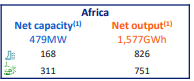 Africa
Net capacity(1) Net output(1)
479MW 1,577GWh
168 826
311 751